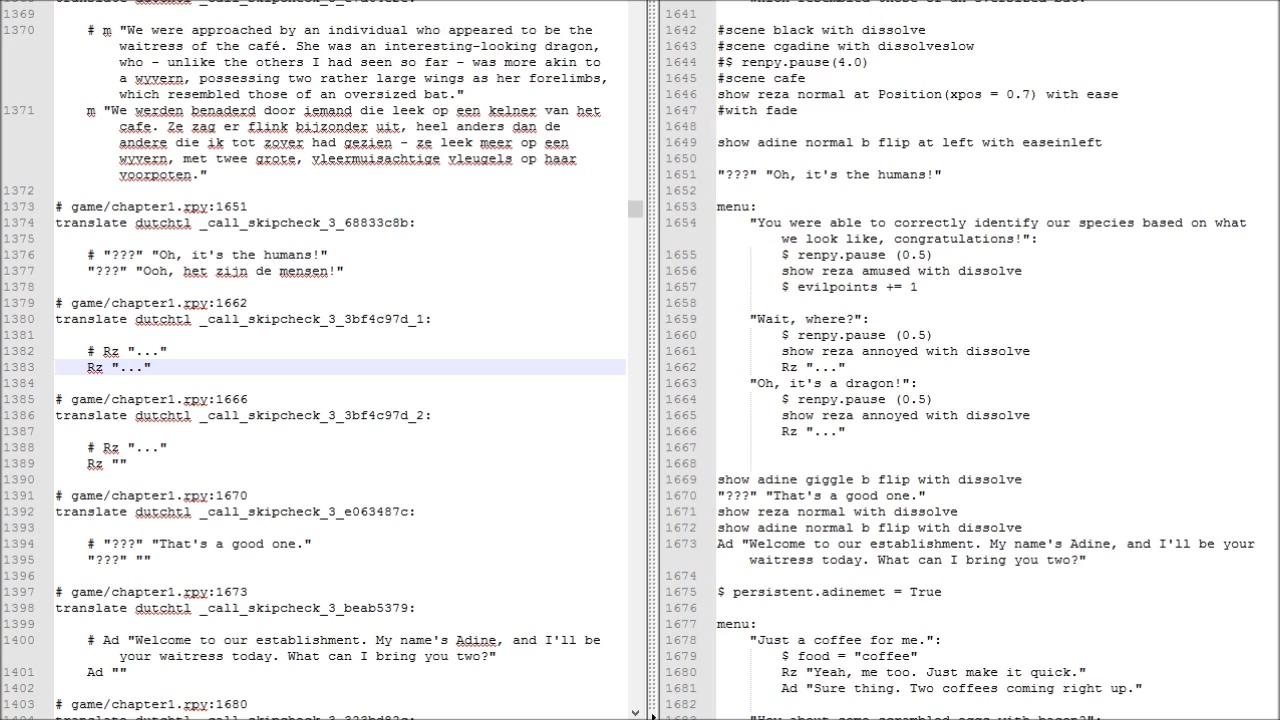 1369
1370 # m "We were approached by an individual who appeared to be the
waitress of the café. She was an interesting-looking dragon,
who - unlike the others I had seen so far - was more akin to
a wyvern, possessing two rather large wings as her forelimbs,
which resembled those of an oversized bat."
1371 m "We werden benaderd door iemand die leek op een kelner van het
cafe. Ze zag er flink bijzonder uit, heel anders dan de
andere die ik tot zover had gezien - ze leek meer op een
wyvern, met twee grote, vleermuisachtige vleugels op haar
voorpoten."
1372
1373 # game/chapter1.rpy:1651
1374 translate dutchtl _call_skipcheck_3_68833c8b:
1375
1376 # "???" "Oh, it's the humans!"
1377 "???" "Ooh, het zijn de mensen!"
1378
1379 # game/chapter1.rpy:1662
1380 translate dutchtl _call_skipcheck_3_3bf4c97d_1:
1381
1382 # Rz "..."
1383 Rz "..."
1384
1385 # game/chapter1.rpy:1666
1386 translate dutchtl _call_skipcheck_3_3bf4c97d_2:
1387
1388 # Rz "..."
1389 Rz ""
1390
1391 # game/chapter1.rpy:1670
1392 translate dutchtl _call_skipcheck_3_e063487c:
1393
1394 # "???" "That's a good one."
1395 "???" ""
1396
1397 # game/chapter1.rpy:1673
1398 translate dutchtl _call_skipcheck_3_beab5379:
1399
1400 # Ad "Welcome to our establishment. My name's Adine, and I'll be
your waitress today. What can I bring you two?"
1401 Ad ""
1402
1403 # game/chapter1.rpy:1680
1641
1642 #scene black with dissolve
1643 #scene cgadine with dissolveslow
1644 #$ renpy.pause(4.0)
1645 #scene cafe
1646 show reza normal at Position(xpos = 0.7) with ease
1647 #with fade
1648
1649 show adine normal b flip at left with easeinleft
1650
1651 "???" "Oh, it's the humans!"
1652
1653 menu:
1654 "You were able to correctly identify our species based on what
we look like, congratulations!":
1655 $ renpy.pause (0.5)
1656 show reza amused with dissolve
1657 $ evilpoints += 1
1658
1659 "Wait, where?":
1660 $ renpy.pause (0.5)
1661 show reza annoyed with dissolve
1662 Rz "..."
1663 "Oh, it's a dragon!":
1664 $ renpy.pause (0.5)
1665 show reza annoyed with dissolve
1666 Rz "..."
1667
1668
1669 show adine giggle b flip with dissolve
1670 "???" "That's a good one."
1671 show reza normal with dissolve
1672 show adine normal b flip with dissolve
1673 Ad "Welcome to our establishment. My name's Adine, and I'll be your
waitress today. What can I bring you two?"
1674
1675 $ persistent.adinemet = True
1676
1677 menu:
1678 "Just a coffee for me.":
1679 $ food = "coffee"
1680 Rz "Yeah, me too. Just make it quick."
1681 Ad "Sure thing. Two coffees coming right up."
1682